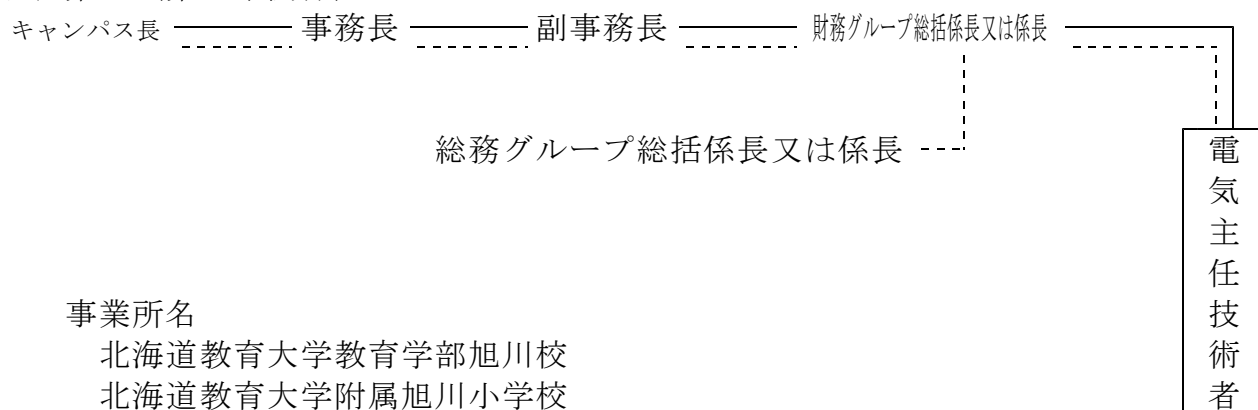 キャンパス長 事務長 副事務長 財務グループ総括係長又は係長
総務グループ総括係長又は係長
電気主任技術者
事業所名
北海道教育大学教育学部旭川校
北海道教育大学附属旭川小学校